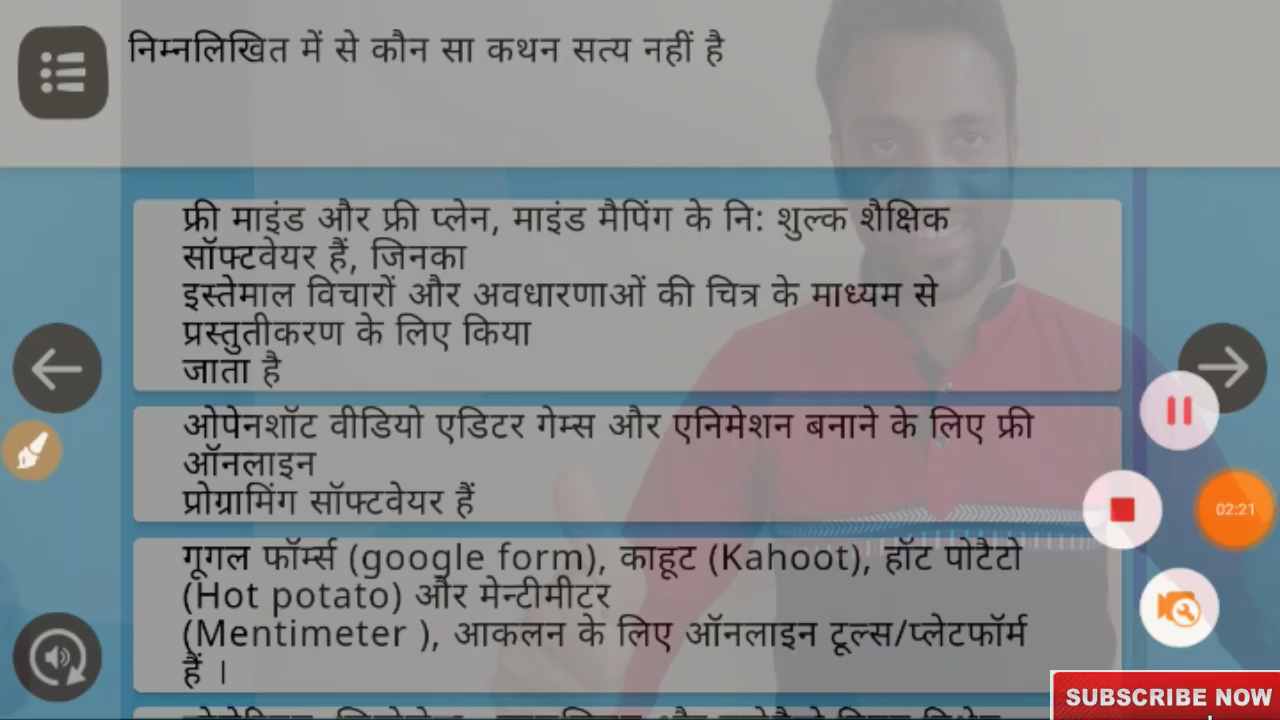 निम्नलिखित में से कौन सा कथन सत्य नहीं है
फ्री माइंड और फ्री प्लेन, माइंड मैपिंग के नि: शुल्क शैक्षिक
सॉफ्टवेयर हैं, जिनका
इस्तेमाल विचारों और अवधारणाओं की चित्र के माध्यम से
प्रस्तुतीकरण के लिए किया
जाता है
ओपेनशॉट वीडियो एडिटर गेम्स और एनिमेशन बनाने के लिए फ्री
ऑनलाइन
प्रोग्रामिंग सॉफ्टवेयर हैं
गूगल फॉर्म्स (google form), काहूट (Kahoot), हॉट पोटैटो
(Hot potato) और मेन्टीमीटर
(Mentimeter ), आकलन के लिए ऑनलाइन टूल्स/प्लेटफॉर्म
हैं ।
02:21
SUBSCRIBE NOW